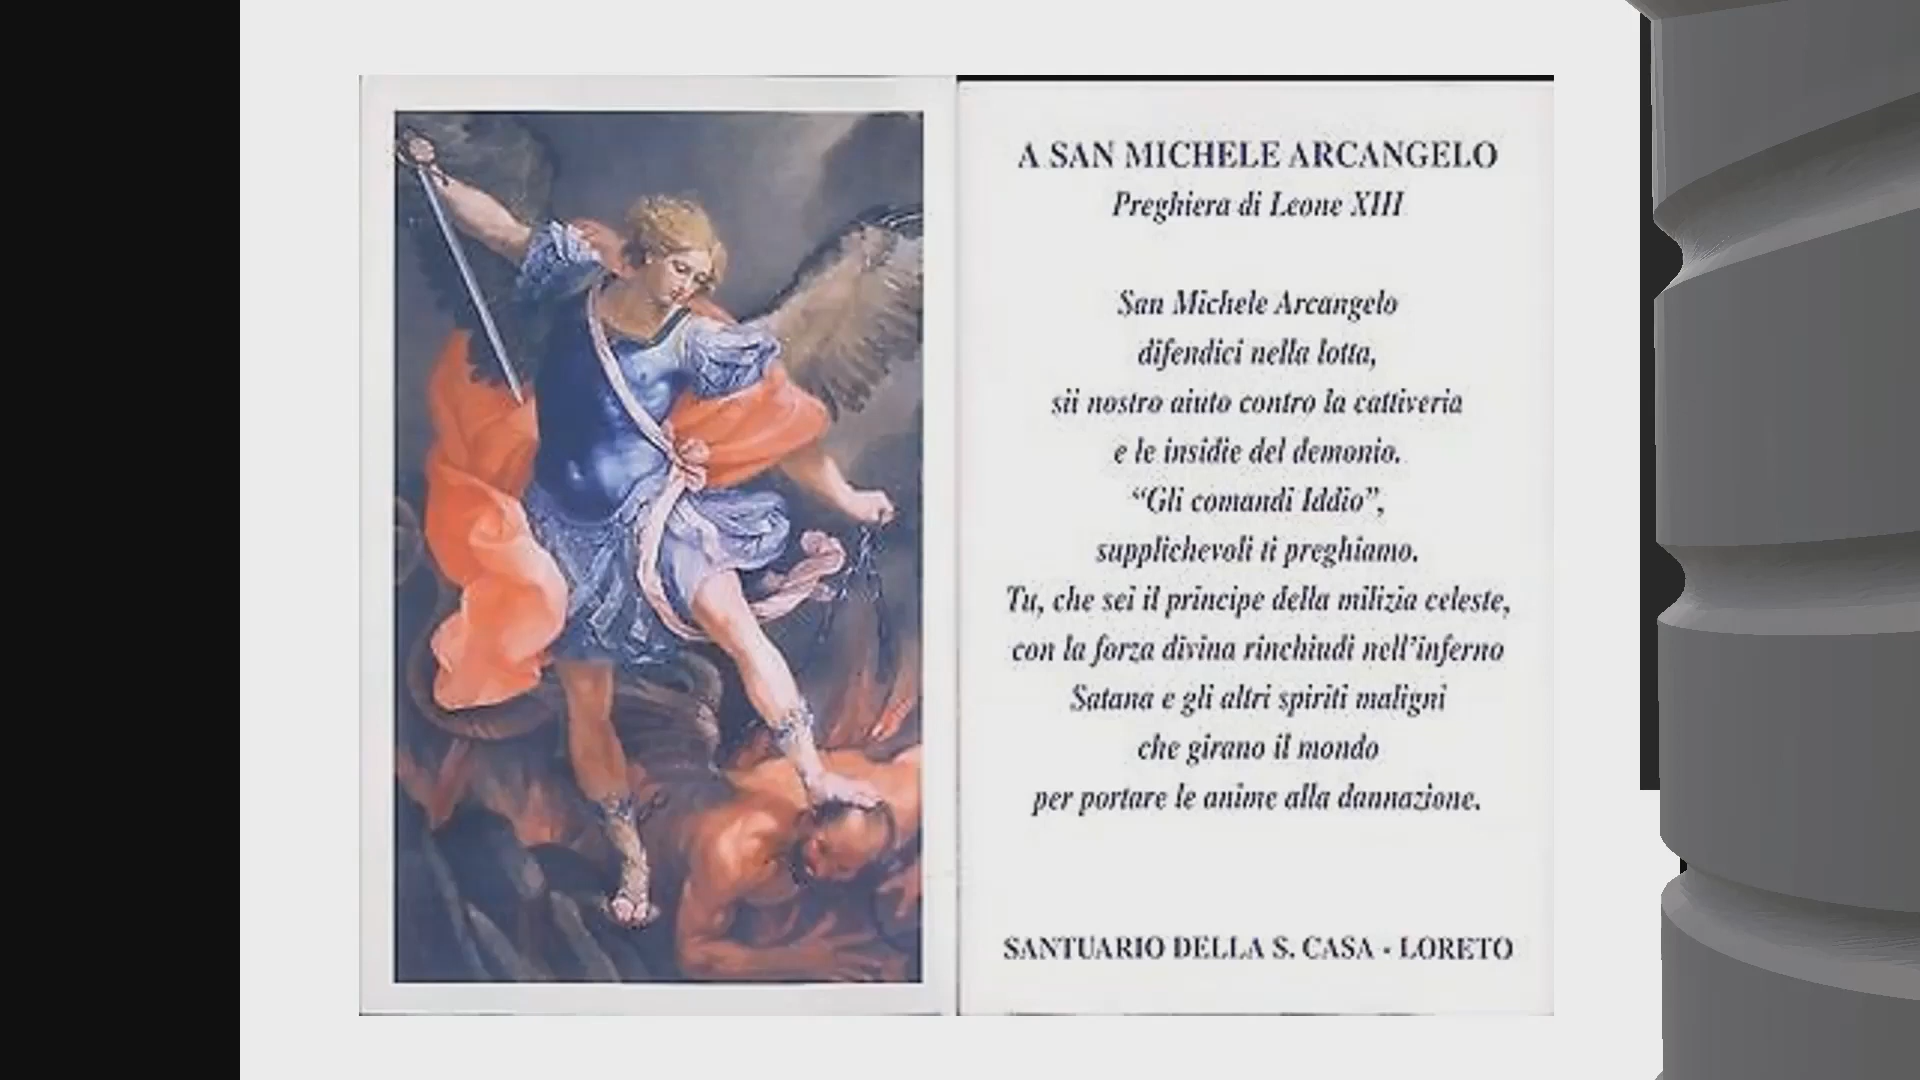 A SAN MICHELE ARCANGELO
Preghiera di Leone XIII
San Michele Arcangelo
difendici nella lotta,
sii nostro aiuto contro la cattiveria
e le insidie del demonio.
“Gli comandi Iddio”,
supplichevoli ti preghiamo.
Tu, che sei il principe della milizia celeste,
con la forza divina rinchiudi nell’inferno
Satana e gli altri spiriti maligni
che girano il mondo
per portare le anime alla dannazione.
SANTUARIO DELLA S. CASA - LORETO